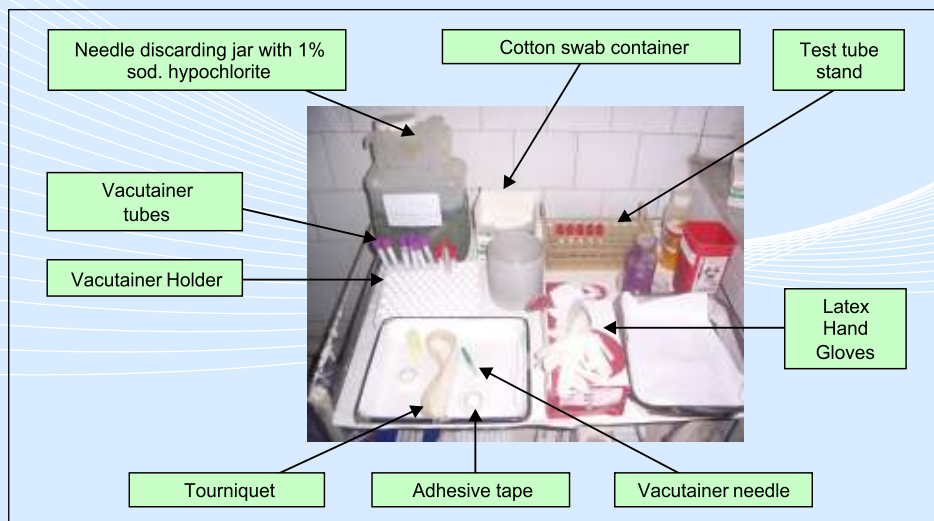 Needle discarding jar with 1%
sod. hypochlorite
Cotton swab container
Test tube
stand
Vacutainer
tubes
Vacutainer Holder
Latex
Hand
Gloves
Tourniquet
Adhesive tape
Vacutainer needle